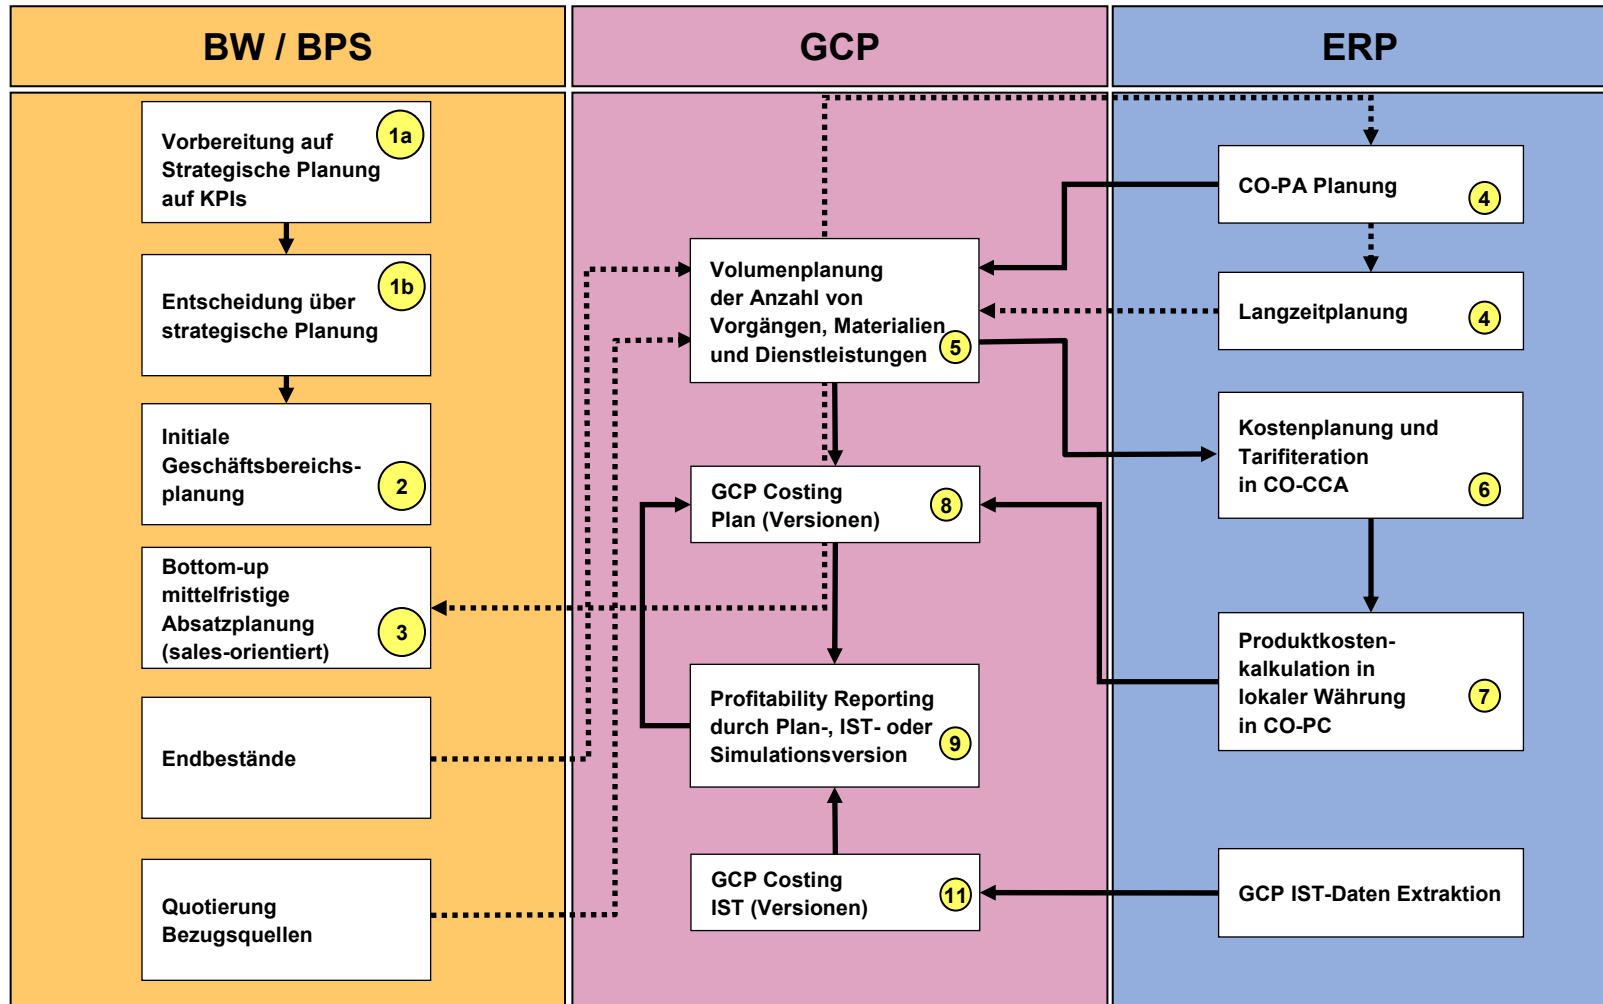 BW / BPS
GCP
ERP
Vorbereitung auf
Strategische Planung
auf KPIs
1a
Entscheidung über
strategische Planung
1b
Initiale
Geschäftsbereichs-
planung
2
Bottom-up
mittelfristige
Absatzplanung
(sales-orientiert)
3
Endbestände
Quotierung
Bezugsquellen
Volumenplanung
der Anzahl von
Vorgängen, Materialien
und Dienstleistungen
5
GCP Costing
Plan (Versionen)
8
Profitability Reporting
durch Plan-, IST- oder
Simulationsversion
9
GCP Costing
IST (Versionen)
11
CO-PA Planung
4
Langzeitplanung
4
Kostenplanung und
Tarifiteration
in CO-CCA
6
Produktkosten-
kalkulation in
lokaler Währung
in CO-PC
7
GCP IST-Daten Extraktion